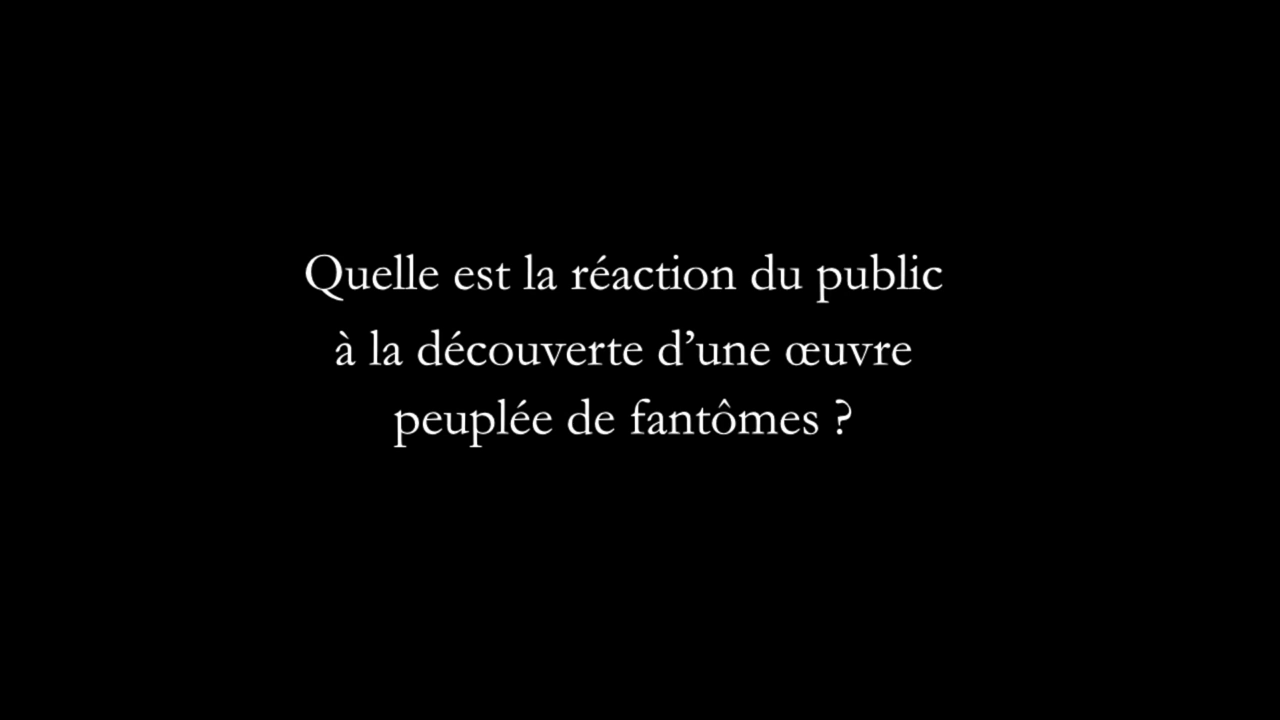 Quelle est la réaction du public
à la découverte d’une œuvre
peuplée de fantômes ?